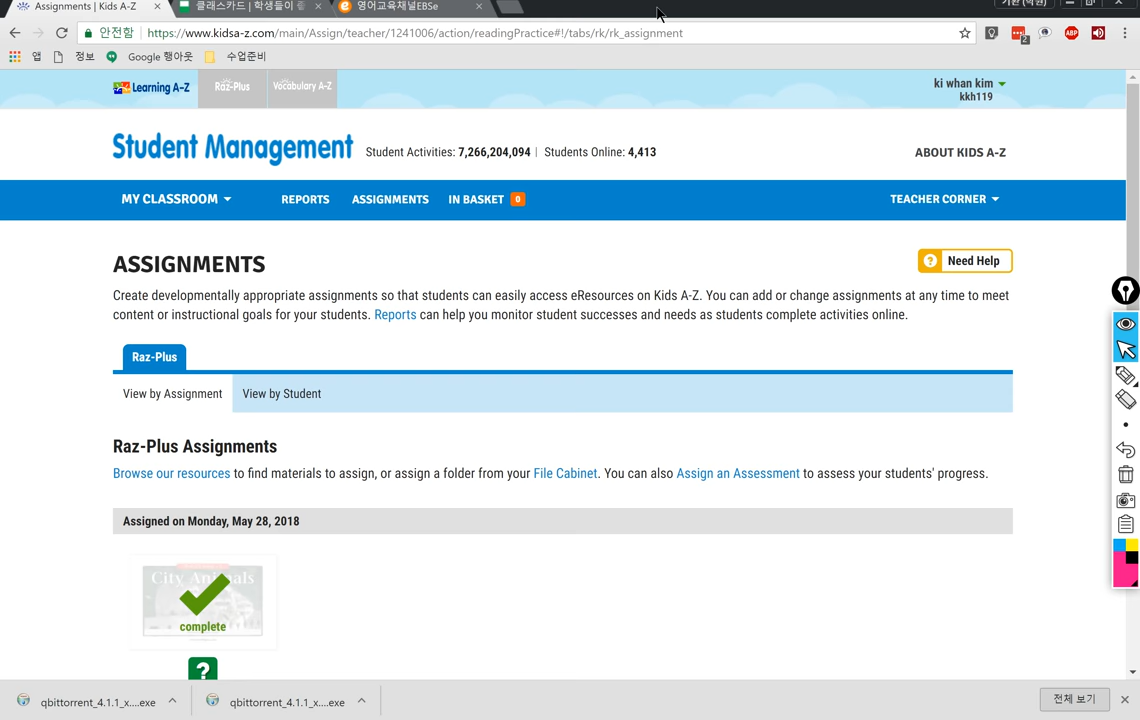 Assignments | Kids A-Z
클래스카드 | 학생들이 좋
영어교육채널EBSe
안전함
https://www.kidsa-z.com/main/Assign/teacher/1241006/action/readingPractice#!/tabs/rk/rk_assignment
2
ABP
앱
정보
Google 행아웃
수업준비
Learning A-Z
Raz-Plus
Vocabulary A-Z
ki whan kim
kkh119
Student Management
Student Activities: 7,266,204,094 | Students Online: 4,413
ABOUT KIDS A-Z
MY CLASSROOM
REPORTS
ASSIGNMENTS
IN BASKET 0
TEACHER CORNER
ASSIGNMENTS
? Need Help
Create developmentally appropriate assignments so that students can easily access eResources on Kids A-Z. You can add or change assignments at any time to meet
content or instructional goals for your students. Reports can help you monitor student successes and needs as students complete activities online.
Raz-Plus
View by Assignment
View by Student
Raz-Plus Assignments
Browse our resources to find materials to assign, or assign a folder from your File Cabinet. You can also Assign an Assessment to assess your students' progress.
Assigned on Monday, May 28, 2018
City Animals
complete
?
qbittorrent_4.1.1_x....exe
qbittorrent_4.1.1_x....exe
전체 보기